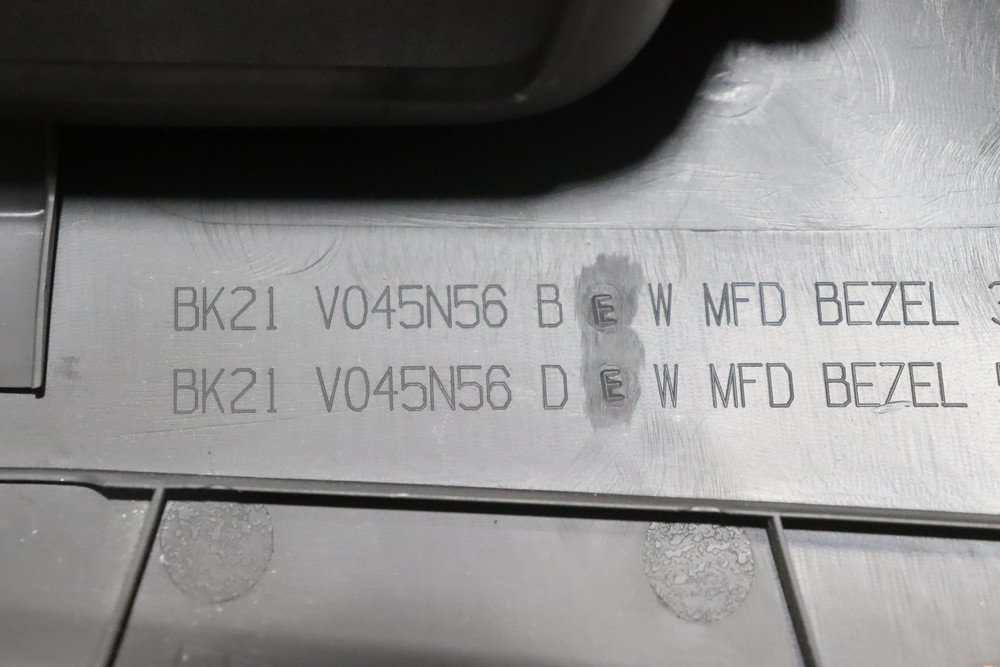 BK21 V045N56 B E W MFD BEZEL
BK21 V045N56 D E W MFD BEZEL